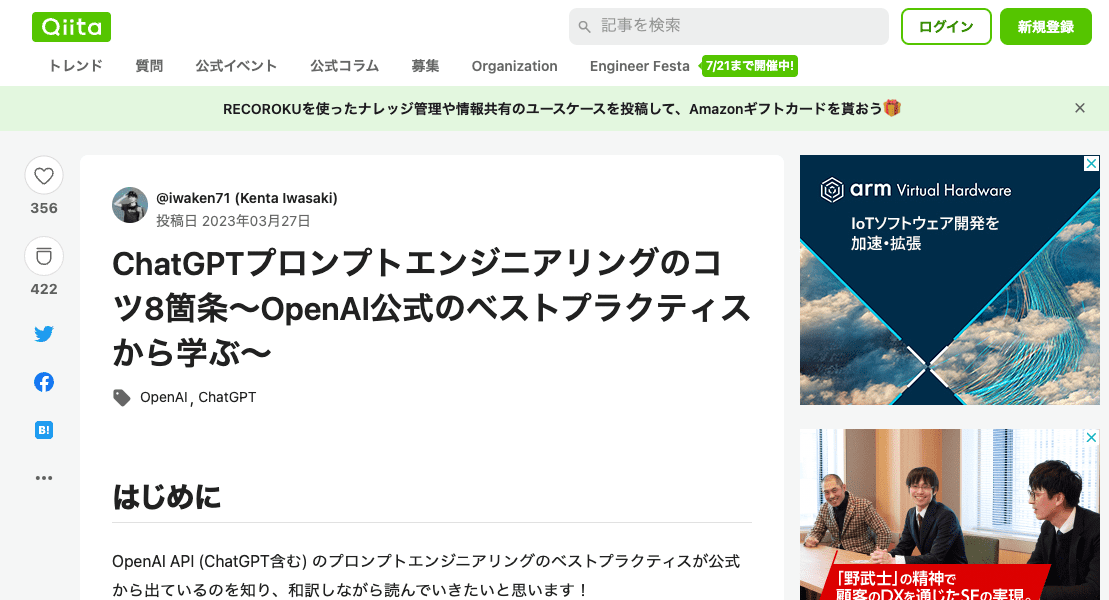 Qiita
記事を検索
ログイン
新規登録
トレンド 質問 公式イベント 公式コラム 募集 Organization Engineer Festa 7/21まで開催中!
RECOROKUを使ったナレッジ管理や情報共有のユースケースを投稿して、Amazonギフトカードを貰おう🎁
356
422
B!
@iwaken71 (Kenta Iwasaki)
投稿日 2023年03月27日
ChatGPTプロンプトエンジニアリングのコ
ツ8箇条〜OpenAI公式のベストプラクティス
から学ぶ〜
OpenAI , ChatGPT
はじめに
OpenAI API (ChatGPT含む) のプロンプトエンジニアリングのベストプラクティスが公式
から出ているのを知り、和訳しながら読んでいきたいと思います！
arm Virtual Hardware
IoTソフトウェア開発を
加速・拡張
「野武士」の精神で
顧客のDXを通じたSEの実現。